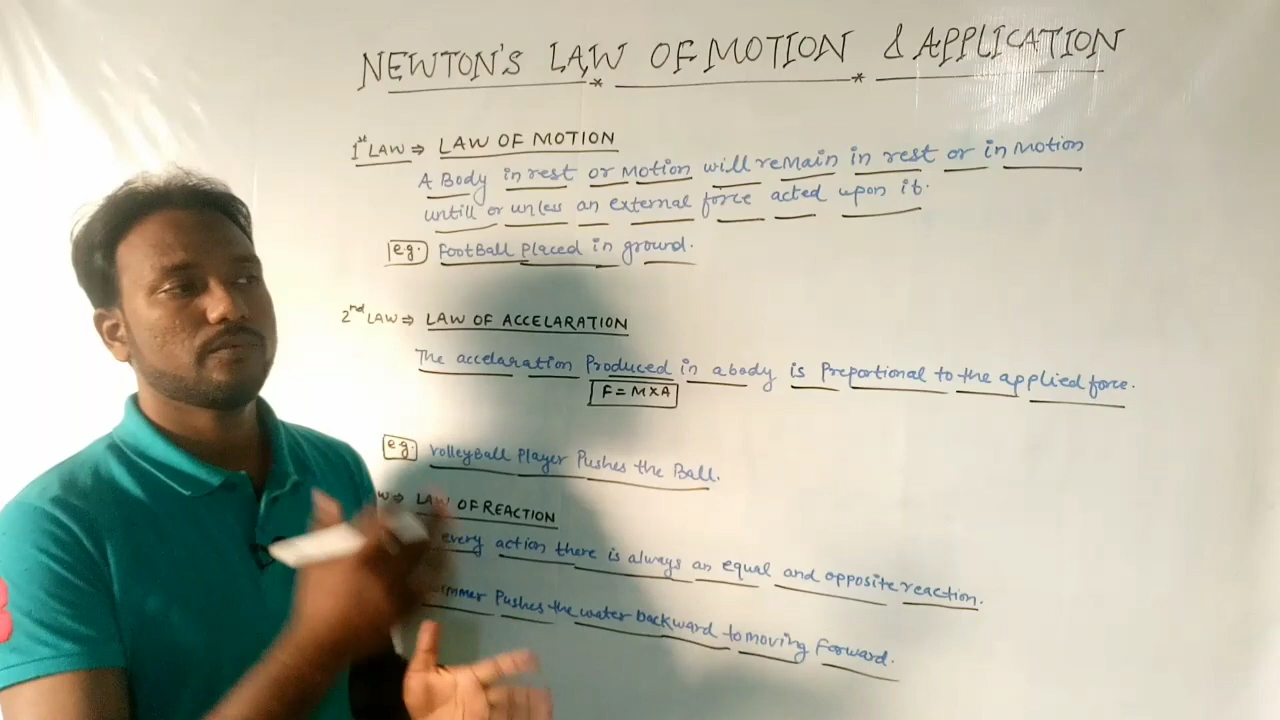 NEWTON'S LAW OF MOTION & APPLICATION
1st LAW ⇒ LAW OF MOTION
A Body in rest or Motion will remain in rest or in Motion
untill or unless an external force acted upon it.
e.g. FootBall Placed in ground.
2nd LAW ⇒ LAW OF ACCELARATION
The accelaration Produced in a body is Preportional to the applied force.
F = M X A
e.g. VolleyBall Player Pushes the Ball.
⇒ LAW OF REACTION
every action there is always an equal and opposite reaction.
Pushes the water backward to moving Forward.